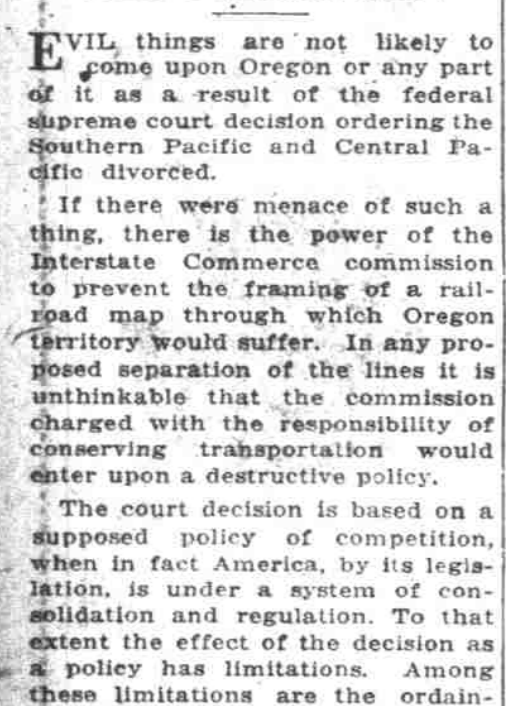 EVIL things are not likely to
come upon Oregon or any part
of it as a result of the federal
supreme court decision ordering the
Southern Pacific and Central Pa-
cific divorced.
If there were menace of such a
thing, there is the power of the
Interstate Commerce commission
to prevent the framing of a rail-
road map through which Oregon
territory would suffer. In any pro-
posed separation of the lines it is
unthinkable that the commission
charged with the responsibility of
conserving transportation would
enter upon a destructive policy.
The court decision is based on a
supposed policy of competition,
when in fact America, by its legis-
lation, is under a system of con-
solidation and regulation. To that
extent the effect of the decision as
a policy has limitations. Among
these limitations are the ordain-